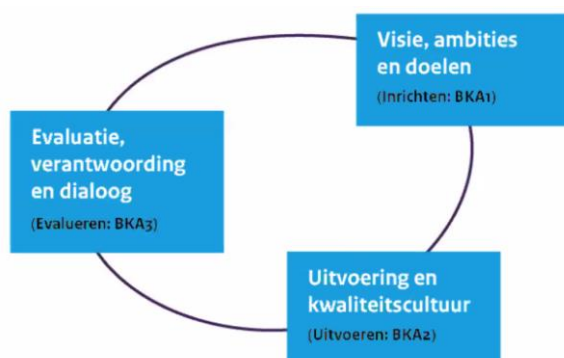 Visie, ambities
en doelen
(Inrichten: BKA1)
Evaluatie,
verantwoording
en dialoog
(Evalueren: BKA3)
Uitvoering en
kwaliteitscultuur
(Uitvoeren: BKA2)